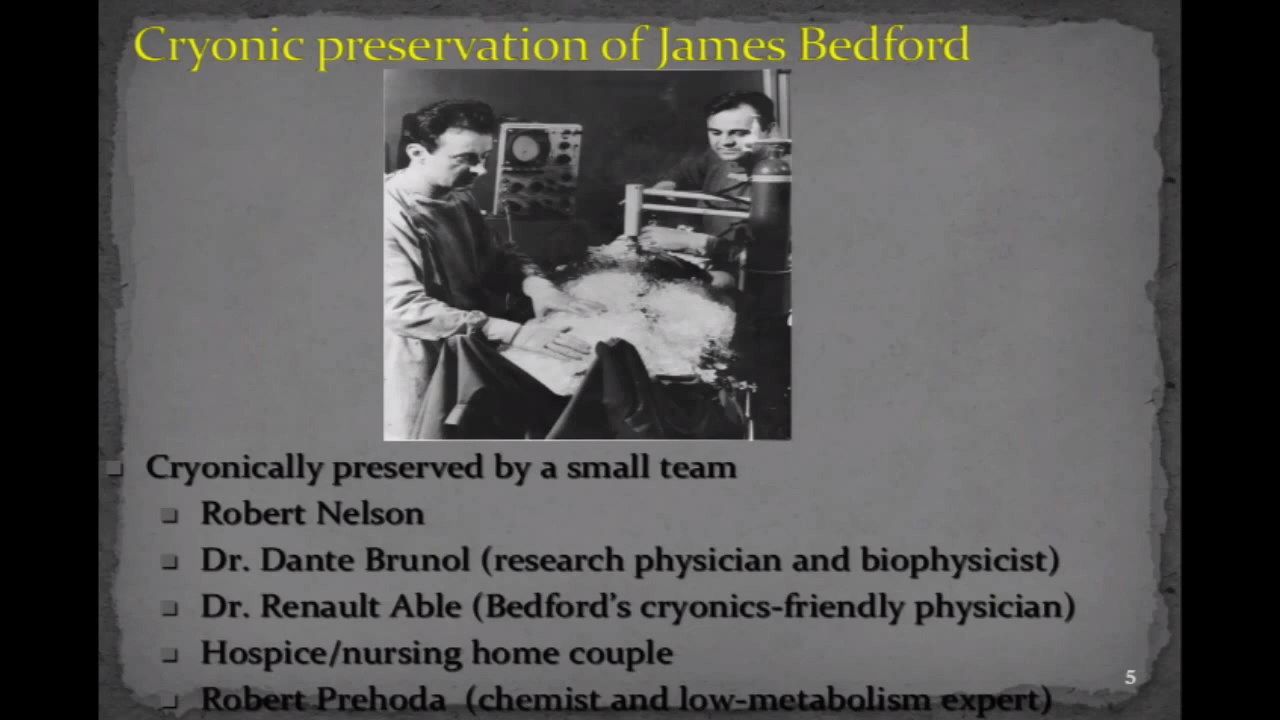 Cryonic preservation of James Bedford
Cryonically preserved by a small team
Robert Nelson
Dr. Dante Brunol (research physician and biophysicist)
Dr. Renault Able (Bedford's cryonics-friendly physician)
Hospice/nursing home couple
5
Robert Prehoda (chemist and low-metabolism expert)